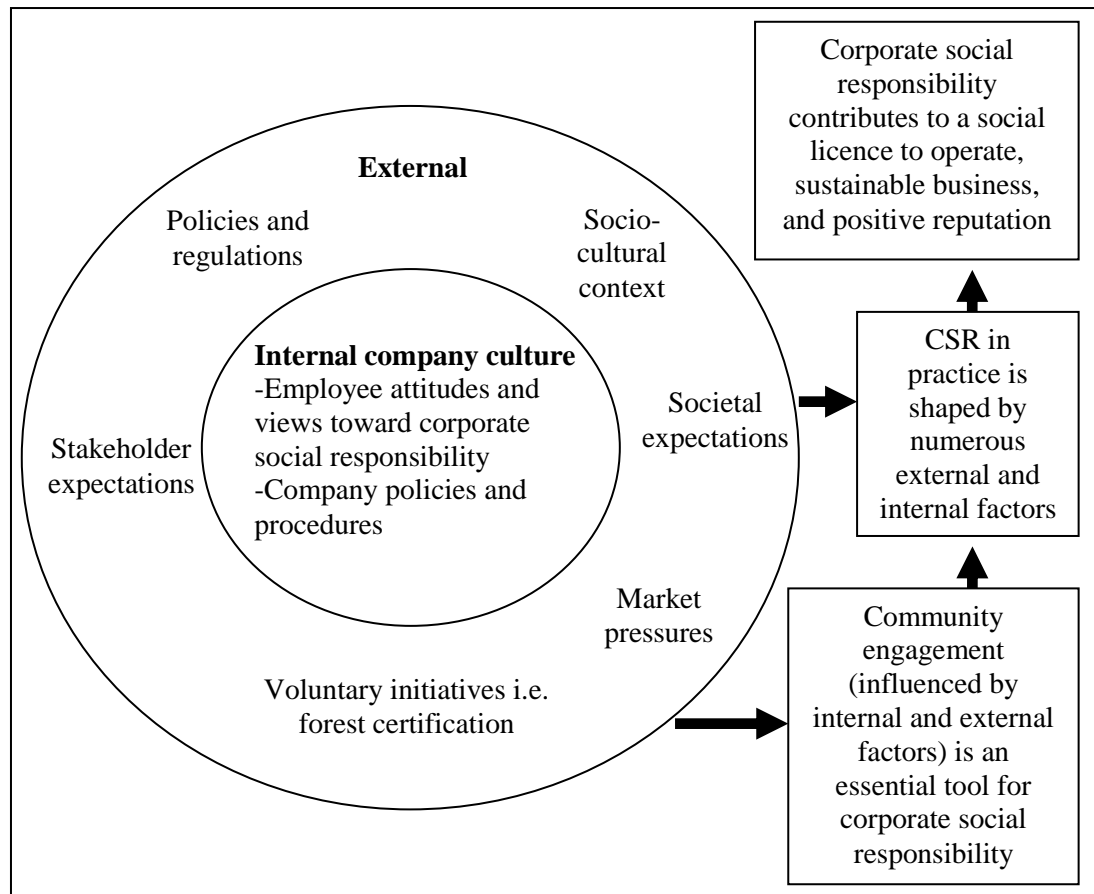 External
Policies and
regulations
Socio-
cultural
context
Internal company culture
-Employee attitudes and
views toward corporate
social responsibility
-Company policies and
procedures
Stakeholder
expectations
Societal
expectations
Market
pressures
Voluntary initiatives i.e.
forest certification
Corporate social
responsibility
contributes to a social
licence to operate,
sustainable business,
and positive reputation
CSR in
practice is
shaped by
numerous
external and
internal factors
Community
engagement
(influenced by
internal and external
factors) is an
essential tool for
corporate social
responsibility